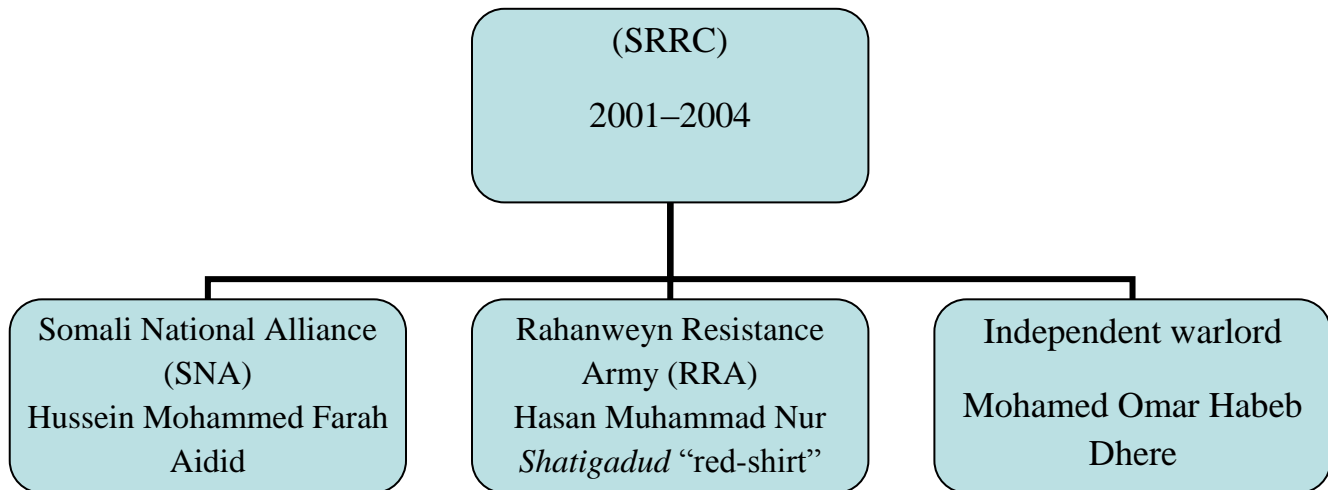 (SRRC)
2001–2004
Somali National Alliance
(SNA)
Hussein Mohammed Farah
Aidid
Rahanweyn Resistance
Army (RRA)
Hasan Muhammad Nur
Shatigadud “red-shirt”
Independent warlord
Mohamed Omar Habeb
Dhere